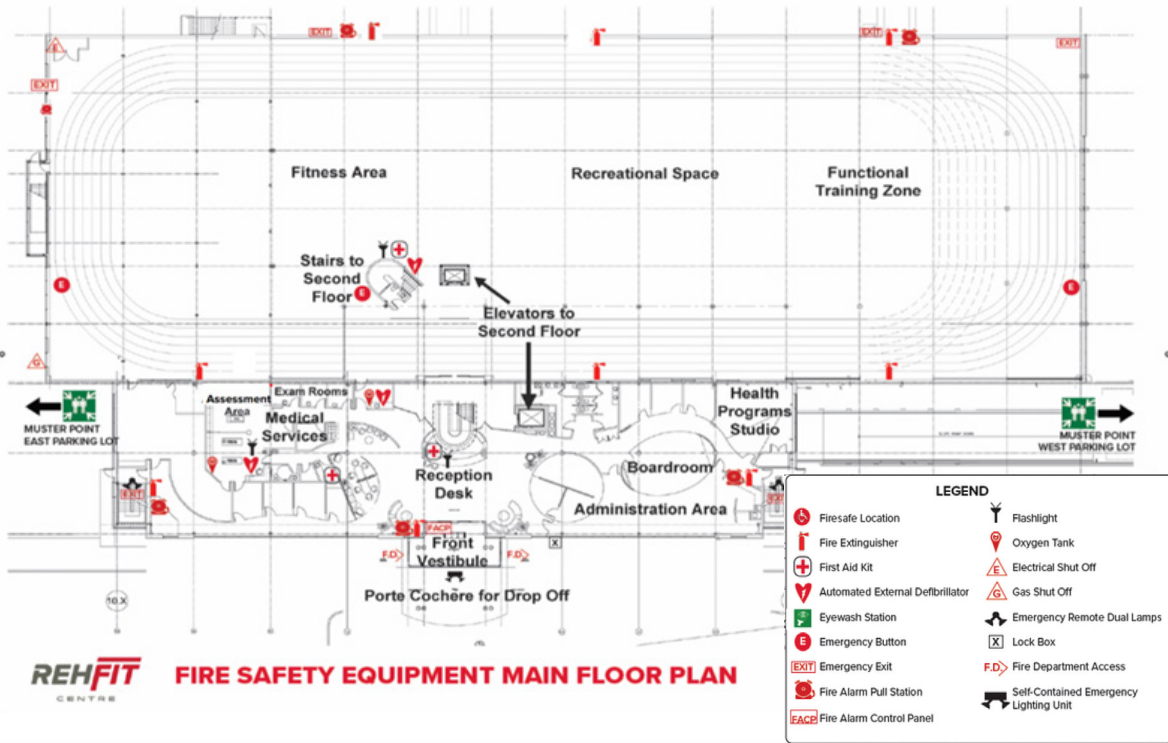 EXIT
EXIT
EXIT
E
EXIT
Fitness Area
Recreational Space
Functional
Training Zone
Stairs to
Second
Floor
E
E
E
Elevators to
Second Floor
G
Exam Rooms
Assessment
Area
Medical
Services
Health
Programs
Studio
MUSTER POINT
EAST PARKING LOT
MUSTER POINT
WEST PARKING LOT
Reception
Desk
Boardroom
Administration Area
EXIT
EXIT
FACP
Front
Vestibule
F.D
F.D
X
Porte Cochère for Drop Off
10.X
REHFIT
CENTRE
FIRE SAFETY EQUIPMENT MAIN FLOOR PLAN
LEGEND
Firesafe Location
Fire Extinguisher
First Aid Kit
Automated External Defibrillator
Eyewash Station
E Emergency Button
EXIT Emergency Exit
Fire Alarm Pull Station
FACP Fire Alarm Control Panel
Flashlight
Oxygen Tank
E Electrical Shut Off
G Gas Shut Off
Emergency Remote Dual Lamps
X Lock Box
F.D Fire Department Access
Self-Contained Emergency
Lighting Unit